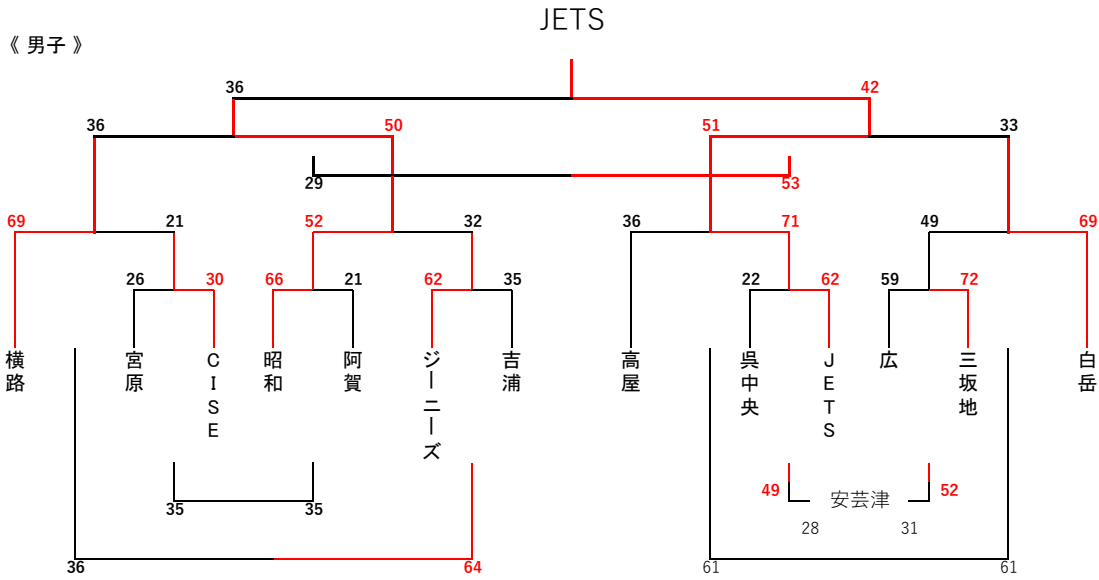 JETS
《 男子 》
36 42
36 50 51 33
29 53
69 21 52 32 36 71 49 69
26 30 66 21 62 35 22 62 59 72
横路
宮原
CISE
昭和
阿賀
ジーニーズ
吉浦
高屋
呉中央
JETS
広
三坂地
白岳
49 安芸津 52
35 35 28 31
36 64 61 61